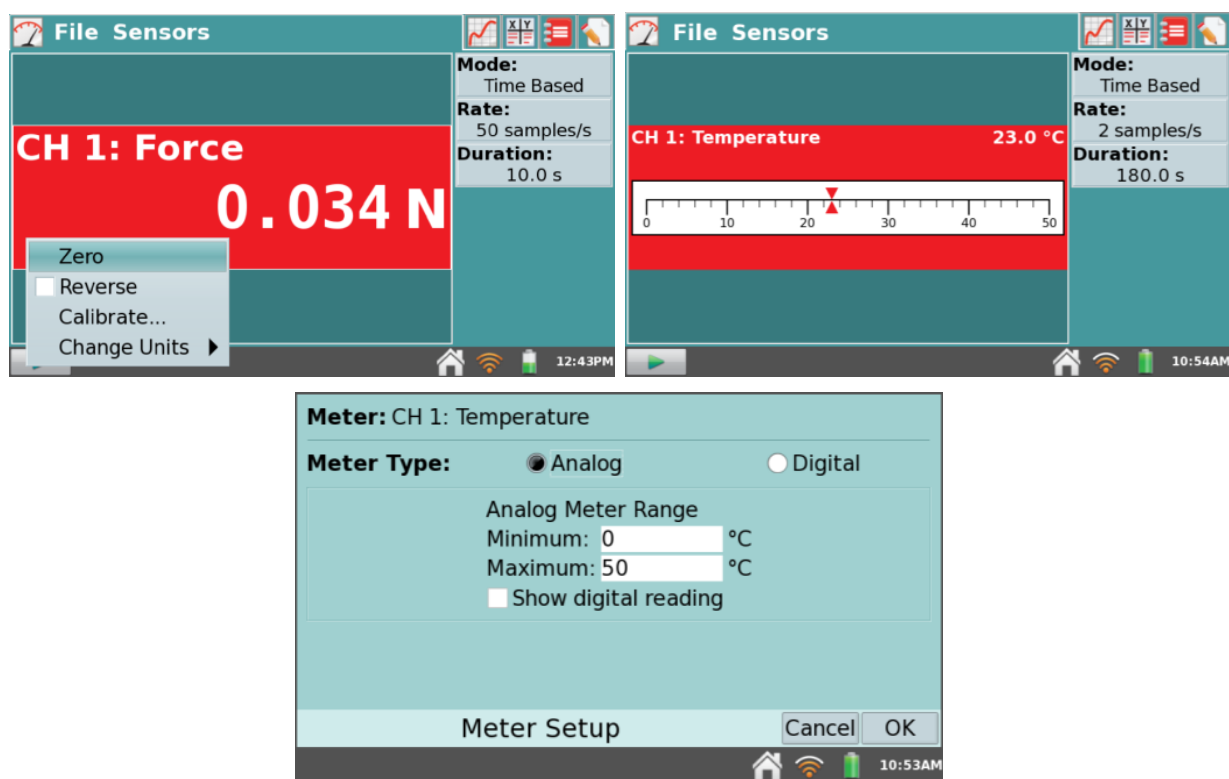 File Sensors
X Y
Mode:
Time Based
Rate:
50 samples/s
Duration:
10.0 s
CH 1: Force
0.034 N
Zero
Reverse
Calibrate...
Change Units
12:43PM
File Sensors
X Y
Mode:
Time Based
Rate:
2 samples/s
Duration:
180.0 s
CH 1: Temperature 23.0 °C
0 10 20 30 40 50
10:54AM
Meter: CH 1: Temperature
Meter Type: Analog Digital
Analog Meter Range
Minimum: 0 °C
Maximum: 50 °C
Show digital reading
Meter Setup Cancel OK
10:53AM